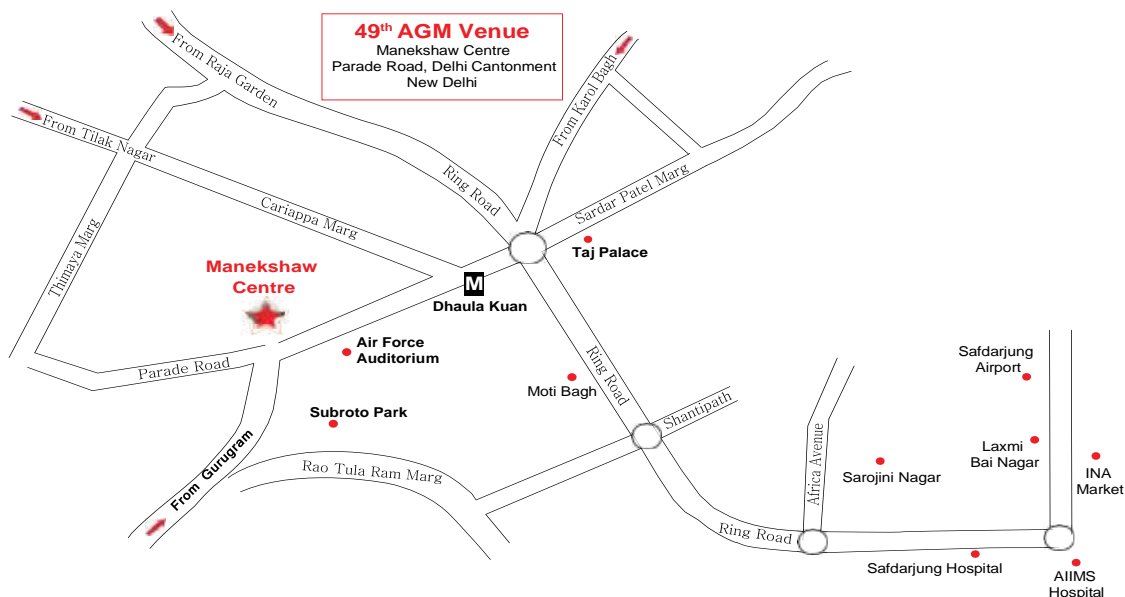 49th AGM Venue
Manekshaw Centre
Parade Road, Delhi Cantonment
New Delhi
From Raja Garden
From Karol Bagh
From Tilak Nagar
Ring Road
Sardar Patel Marg
Cariappa Marg
Thimaya Marg
Taj Palace
Manekshaw
Centre
M
Dhaula Kuan
Air Force
Auditorium
Parade Road
Ring Road
Moti Bagh
Safdarjung
Airport
Subroto Park
Shantipath
From Gurugram
Rao Tula Ram Marg
Africa Avenue
Sarojini Nagar
Laxmi
Bai Nagar
INA
Market
Ring Road
Safdarjung Hospital
AIIMS
Hospital